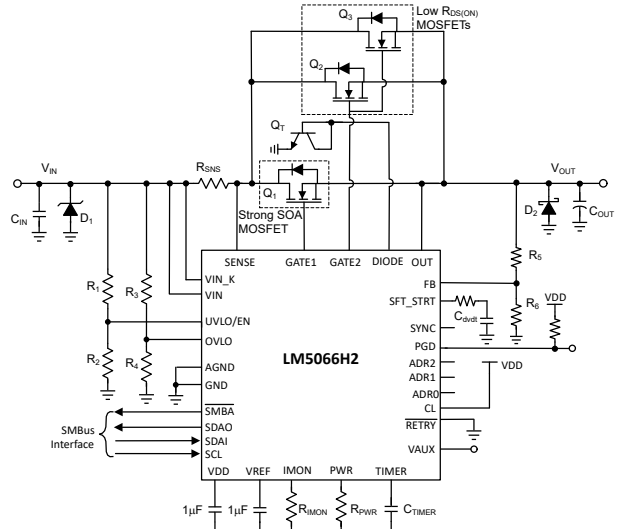 Q3
Low RDS(ON)
MOSFETs
Q2
QT
VIN
RSNS
VOUT
Q1
CIN
D1
Strong SOA
MOSFET
D2
COUT
SENSE
GATE1
GATE2
DIODE
OUT
R5
R1
R3
VIN_K
VIN
FB
SFT_STRT
R6
VDD
Cdvdt
UVLO/EN
SYNC
OVLO
PGD
R2
R4
LM5066H2
ADR2
AGND
ADR1
VDD
GND
ADR0
CL
SMBA
SMBus
Interface
SDAO
RETRY
SDAI
SCL
VAUX
VDD
VREF
IMON
PWR
TIMER
1μF
1μF
RIMON
RPWR
CTIMER